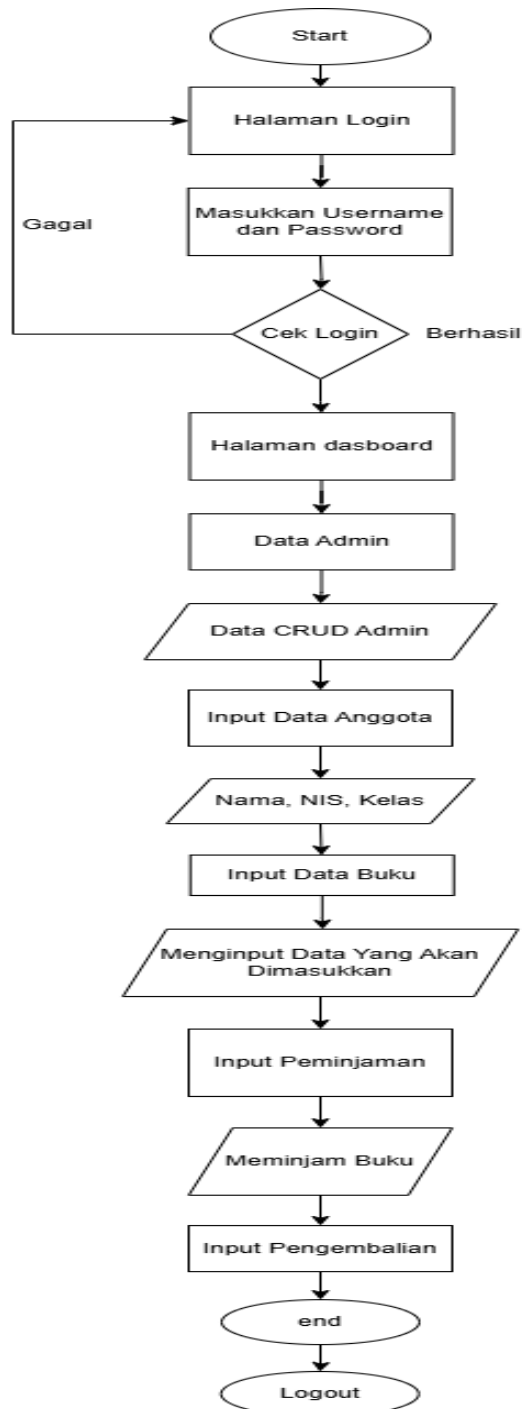 Start
Halaman Login
Masukkan Username
dan Password
Gagal
Cek Login
Berhasil
Halaman dasboard
Data Admin
Data CRUD Admin
Input Data Anggota
Nama, NIS, Kelas
Input Data Buku
Menginput Data Yang Akan
Dimasukkan
Input Peminjaman
Meminjam Buku
Input Pengembalian
end
Logout